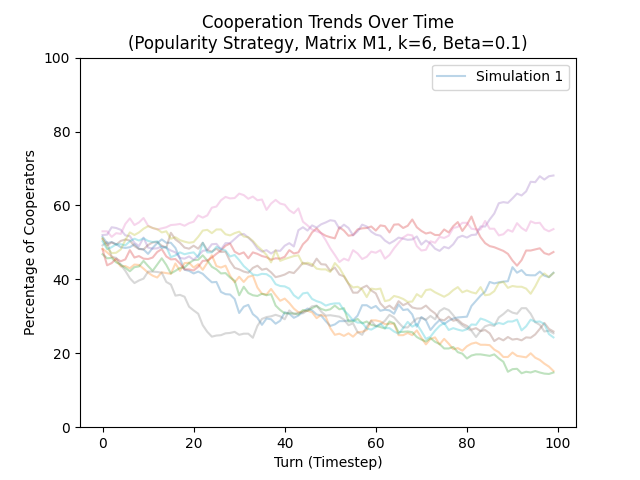 Cooperation Trends Over Time
(Popularity Strategy, Matrix M1, k=6, Beta=0.1)
Simulation 1
Percentage of Cooperators
100
80
60
40
20
0
0 20 40 60 80 100
Turn (Timestep)